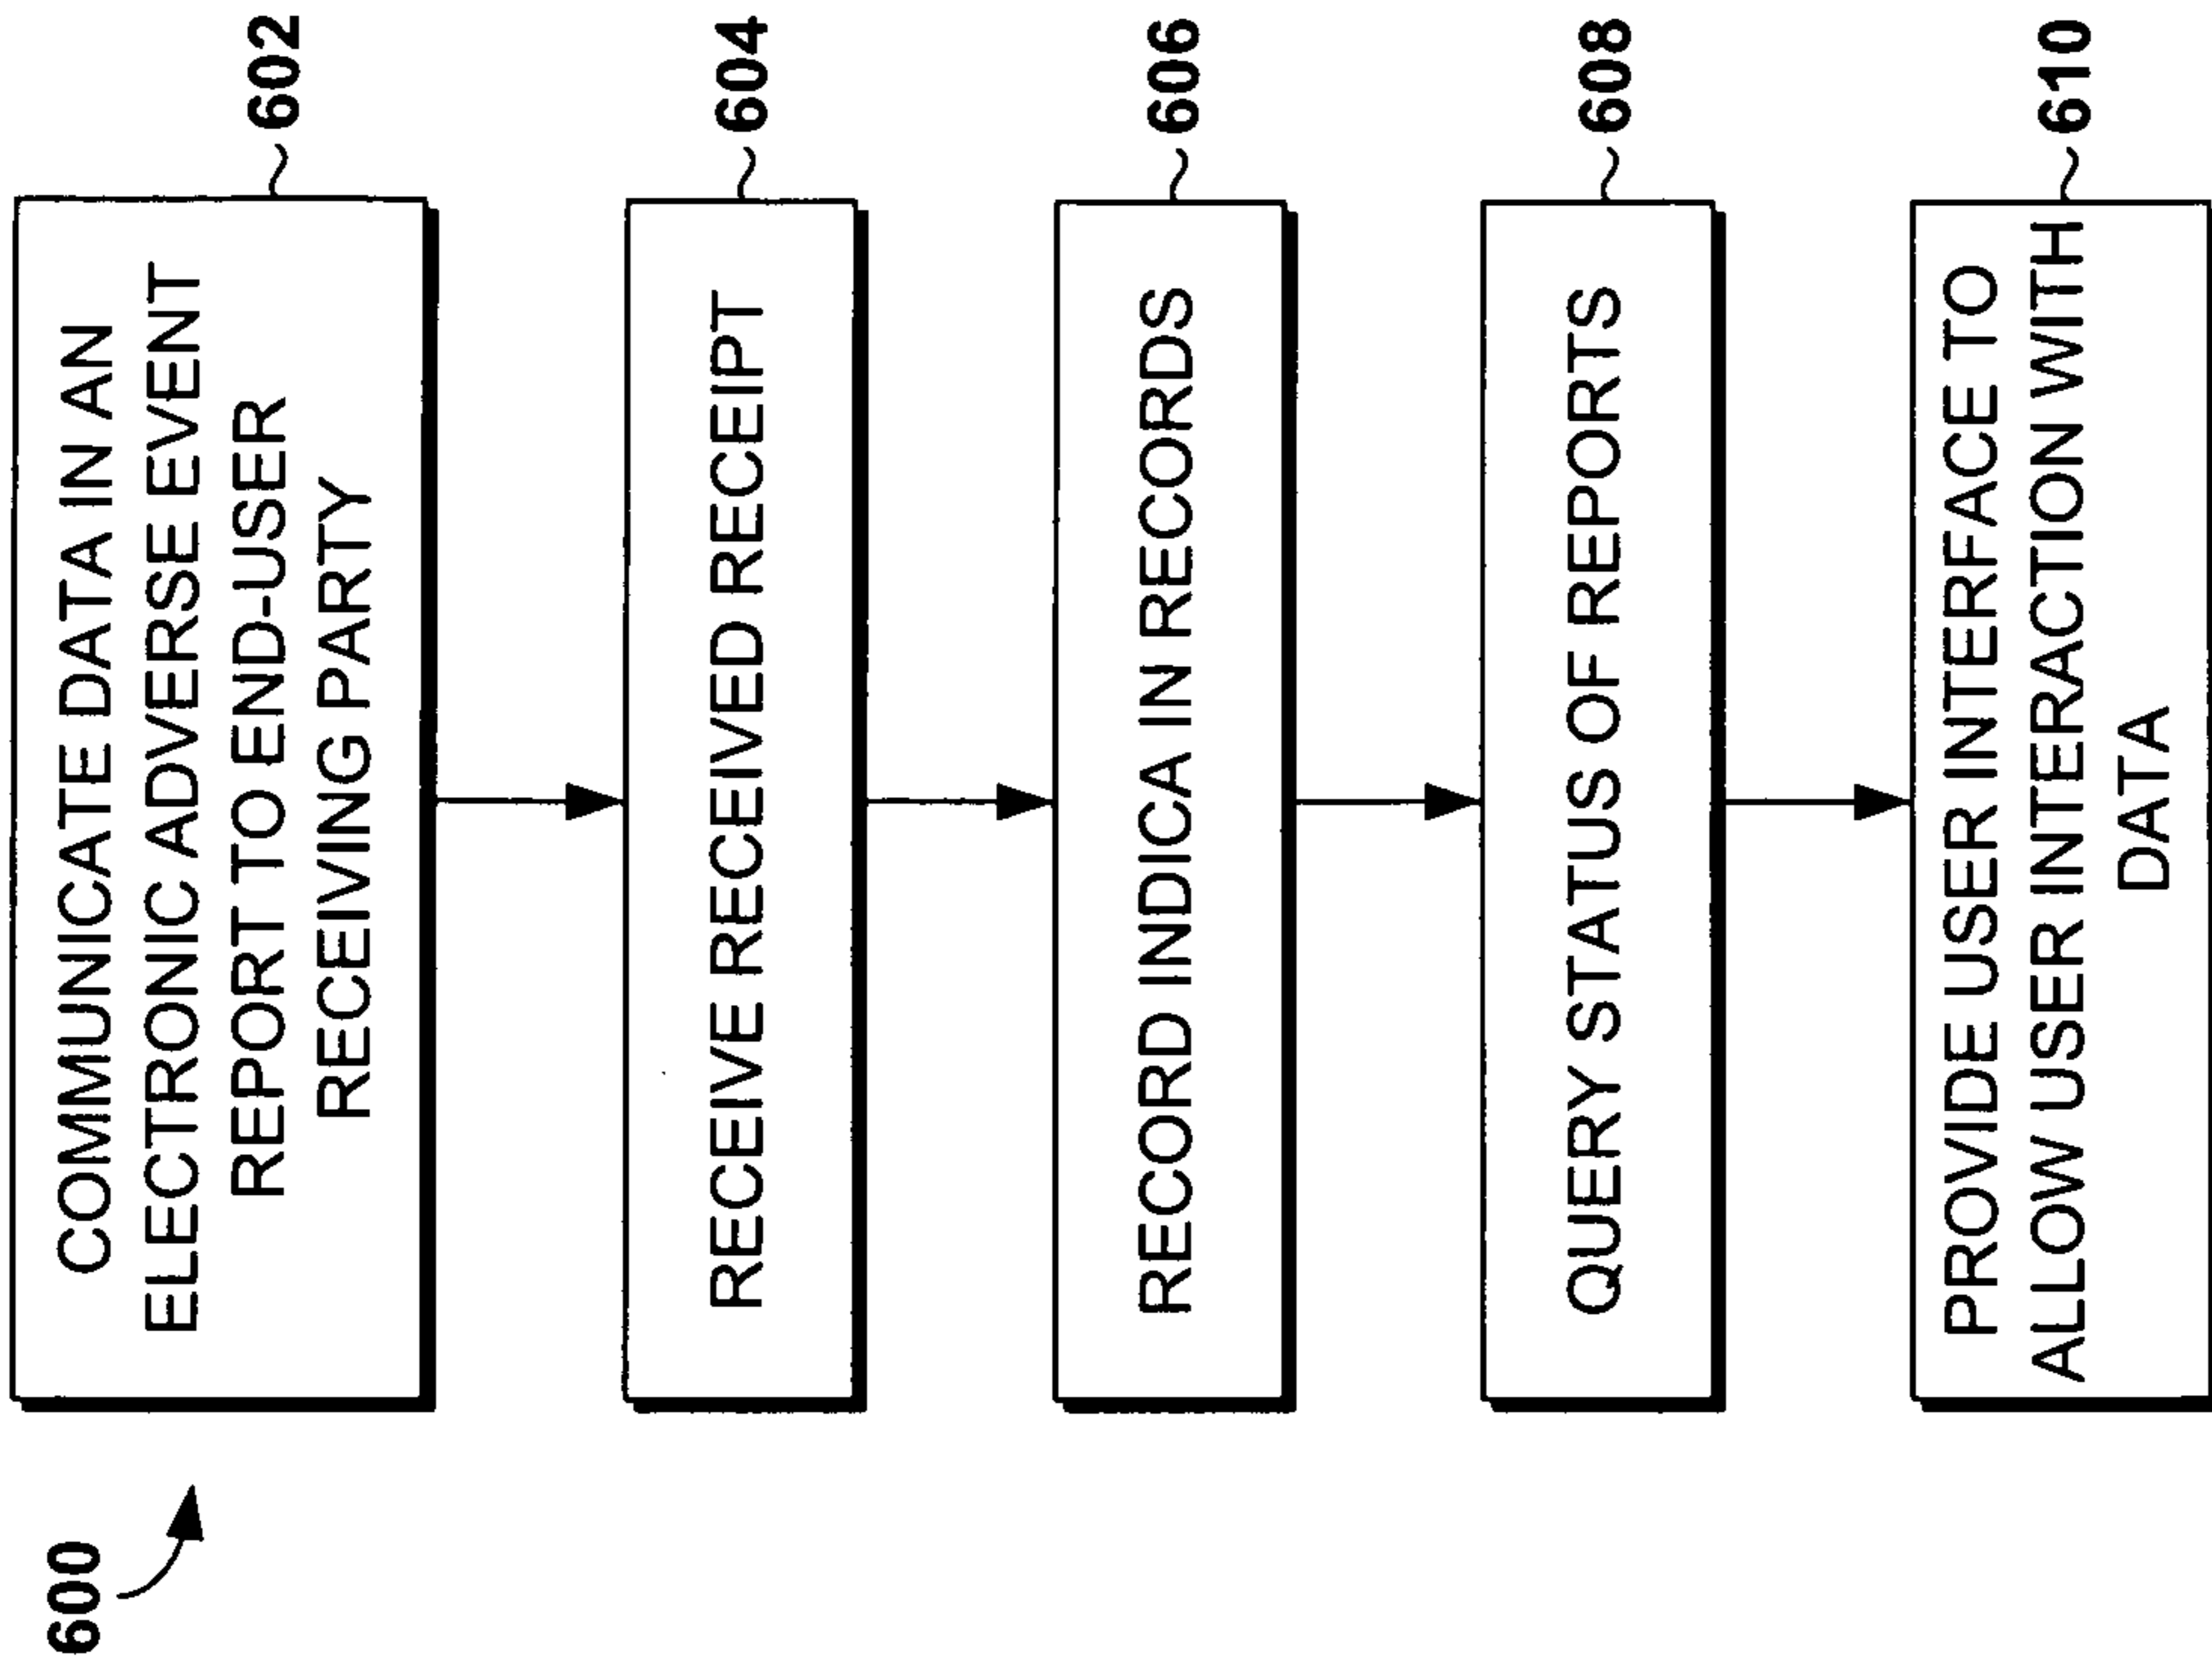 600
COMMUNICATE DATA IN AN
ELECTRONIC ADVERSE EVENT
REPORT TO END-USER
RECEIVING PARTY
602
RECEIVE RECEIVED RECEIPT
604
RECORD INDICA IN RECORDS
606
QUERY STATUS OF REPORTS
608
PROVIDE USER INTERFACE TO
ALLOW USER INTERACTION WITH
DATA
610